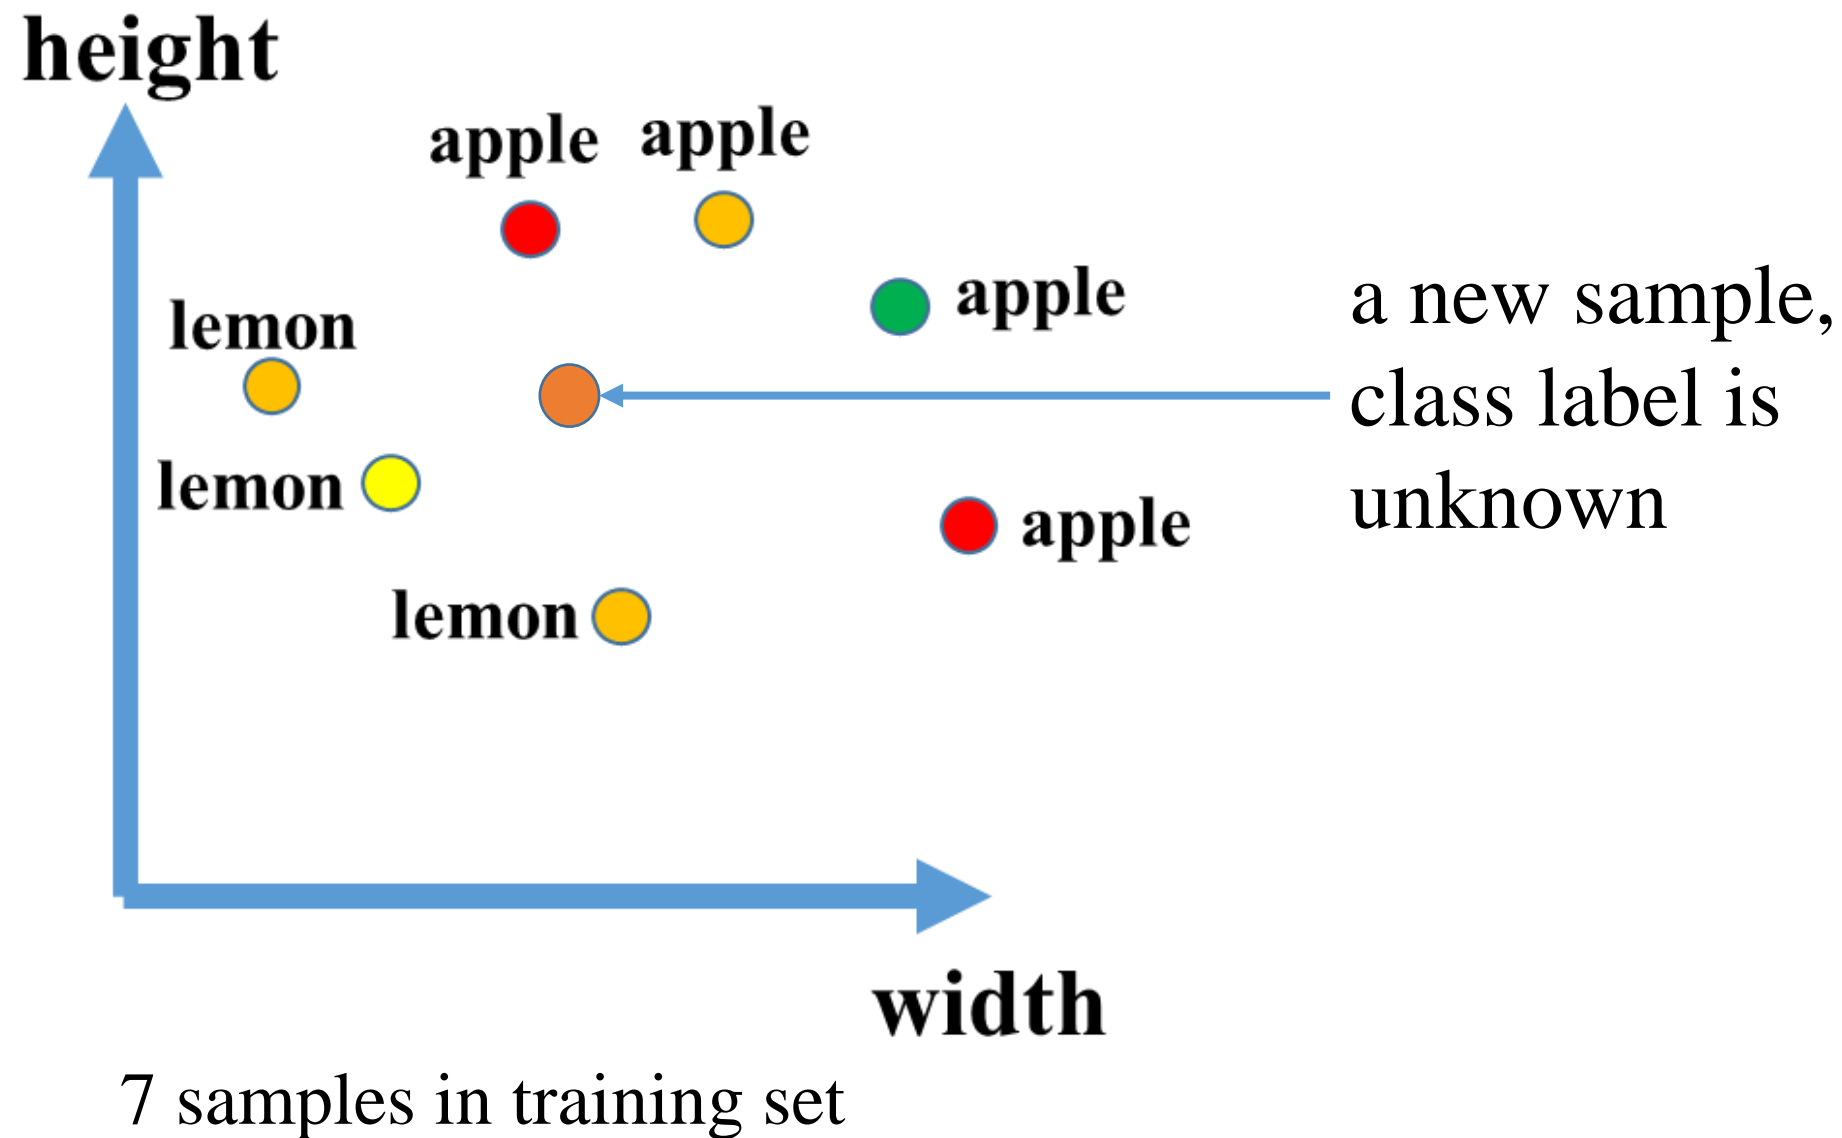 height
apple apple
apple
lemon
lemon
apple
lemon
a new sample,
class label is
unknown
width
7 samples in training set